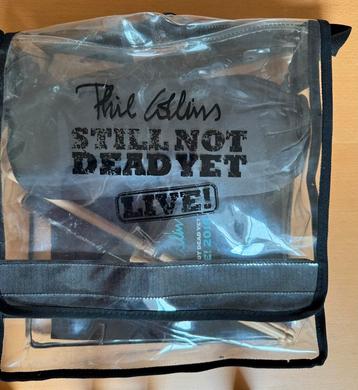 Phil Collins
STILL NOT
DEAD YET
LIVE!